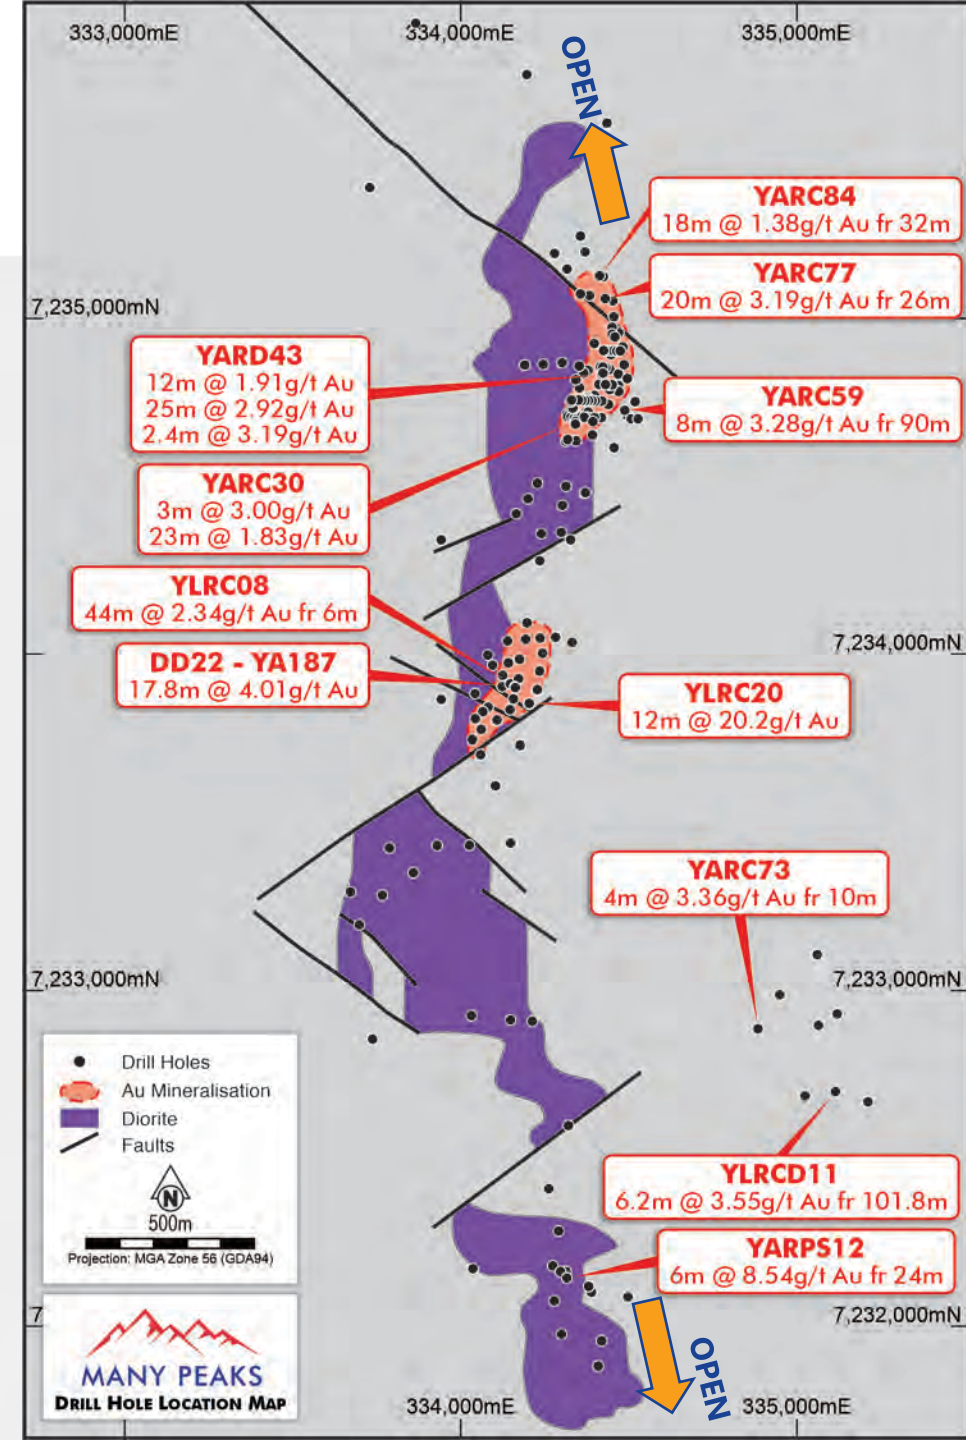 333,000mE
334,000mE
335,000mE
OPEN
YARC84
18m @ 1.38g/t Au fr 32m
YARC77
20m @ 3.19g/t Au fr 26m
7,235,000mN
YARD43
12m @ 1.91g/t Au
25m @ 2.92g/t Au
2.4m @ 3.19g/t Au
YARC59
8m @ 3.28g/t Au fr 90m
YARC30
3m @ 3.00g/t Au
23m @ 1.83g/t Au
YLRC08
44m @ 2.34g/t Au fr 6m
7,234,000mN
DD22 - YA187
17.8m @ 4.01g/t Au
YLRC20
12m @ 20.2g/t Au
YARC73
4m @ 3.36g/t Au fr 10m
7,233,000mN
7,233,000mN
Drill Holes
Au Mineralisation
Diorite
Faults
N
500m
Projection: MGA Zone 56 (GDA94)
YLRCD11
6.2m @ 3.55g/t Au fr 101.8m
YARPS12
6m @ 8.54g/t Au fr 24m
7
7,232,000mN
MANY PEAKS
DRILL HOLE LOCATION MAP
OPEN
334,000mE
335,000mE